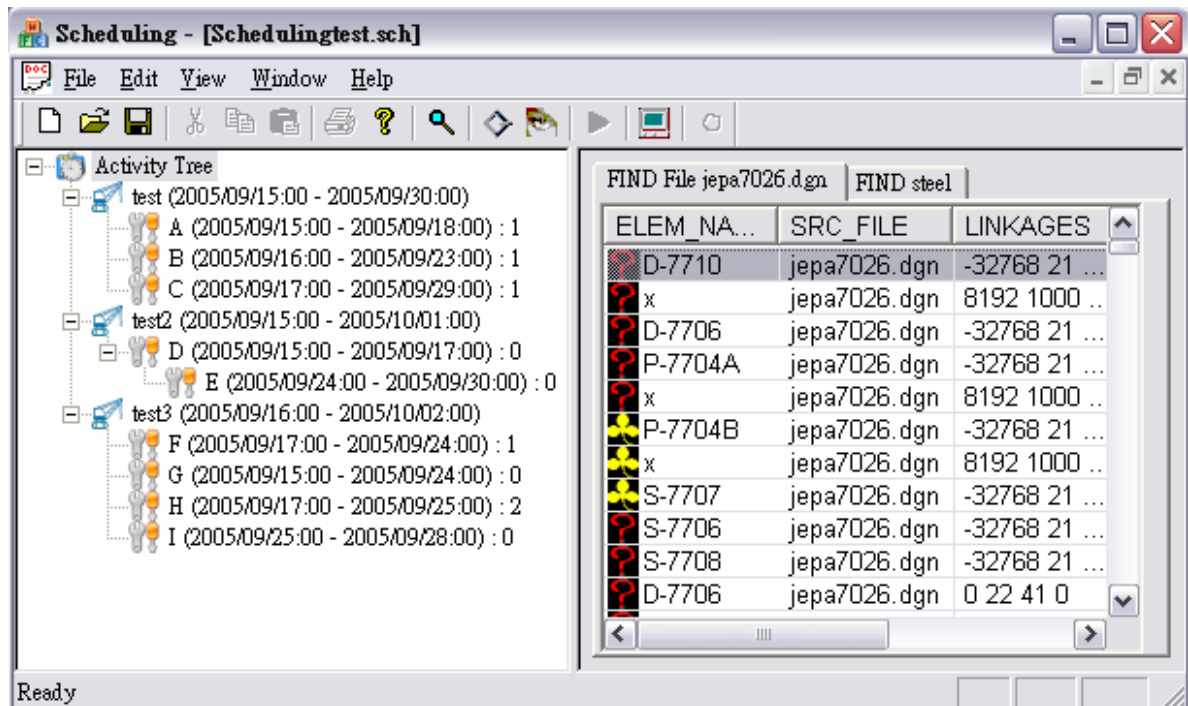 Scheduling - [Schedulingtest.sch]
File Edit View Window Help
Activity Tree
test (2005/09/15:00 - 2005/09/30:00)
A (2005/09/15:00 - 2005/09/18:00) : 1
B (2005/09/16:00 - 2005/09/23:00) : 1
C (2005/09/17:00 - 2005/09/29:00) : 1
test2 (2005/09/15:00 - 2005/10/01:00)
D (2005/09/15:00 - 2005/09/17:00) : 0
E (2005/09/24:00 - 2005/09/30:00) : 0
test3 (2005/09/16:00 - 2005/10/02:00)
F (2005/09/17:00 - 2005/09/24:00) : 1
G (2005/09/15:00 - 2005/09/24:00) : 0
H (2005/09/17:00 - 2005/09/25:00) : 2
I (2005/09/25:00 - 2005/09/28:00) : 0
FIND File jepa7026.dgn FIND steel
ELEM_NA... SRC_FILE LINKAGES
D-7710 jepa7026.dgn -32768 21 ...
x jepa7026.dgn 8192 1000 ..
D-7706 jepa7026.dgn -32768 21 ...
P-7704A jepa7026.dgn -32768 21 ...
x jepa7026.dgn 8192 1000 ..
P-7704B jepa7026.dgn -32768 21 ...
x jepa7026.dgn 8192 1000 ..
S-7707 jepa7026.dgn -32768 21 ...
S-7706 jepa7026.dgn -32768 21 ...
S-7708 jepa7026.dgn -32768 21 ...
D-7706 jepa7026.dgn 0 22 41 0
Ready